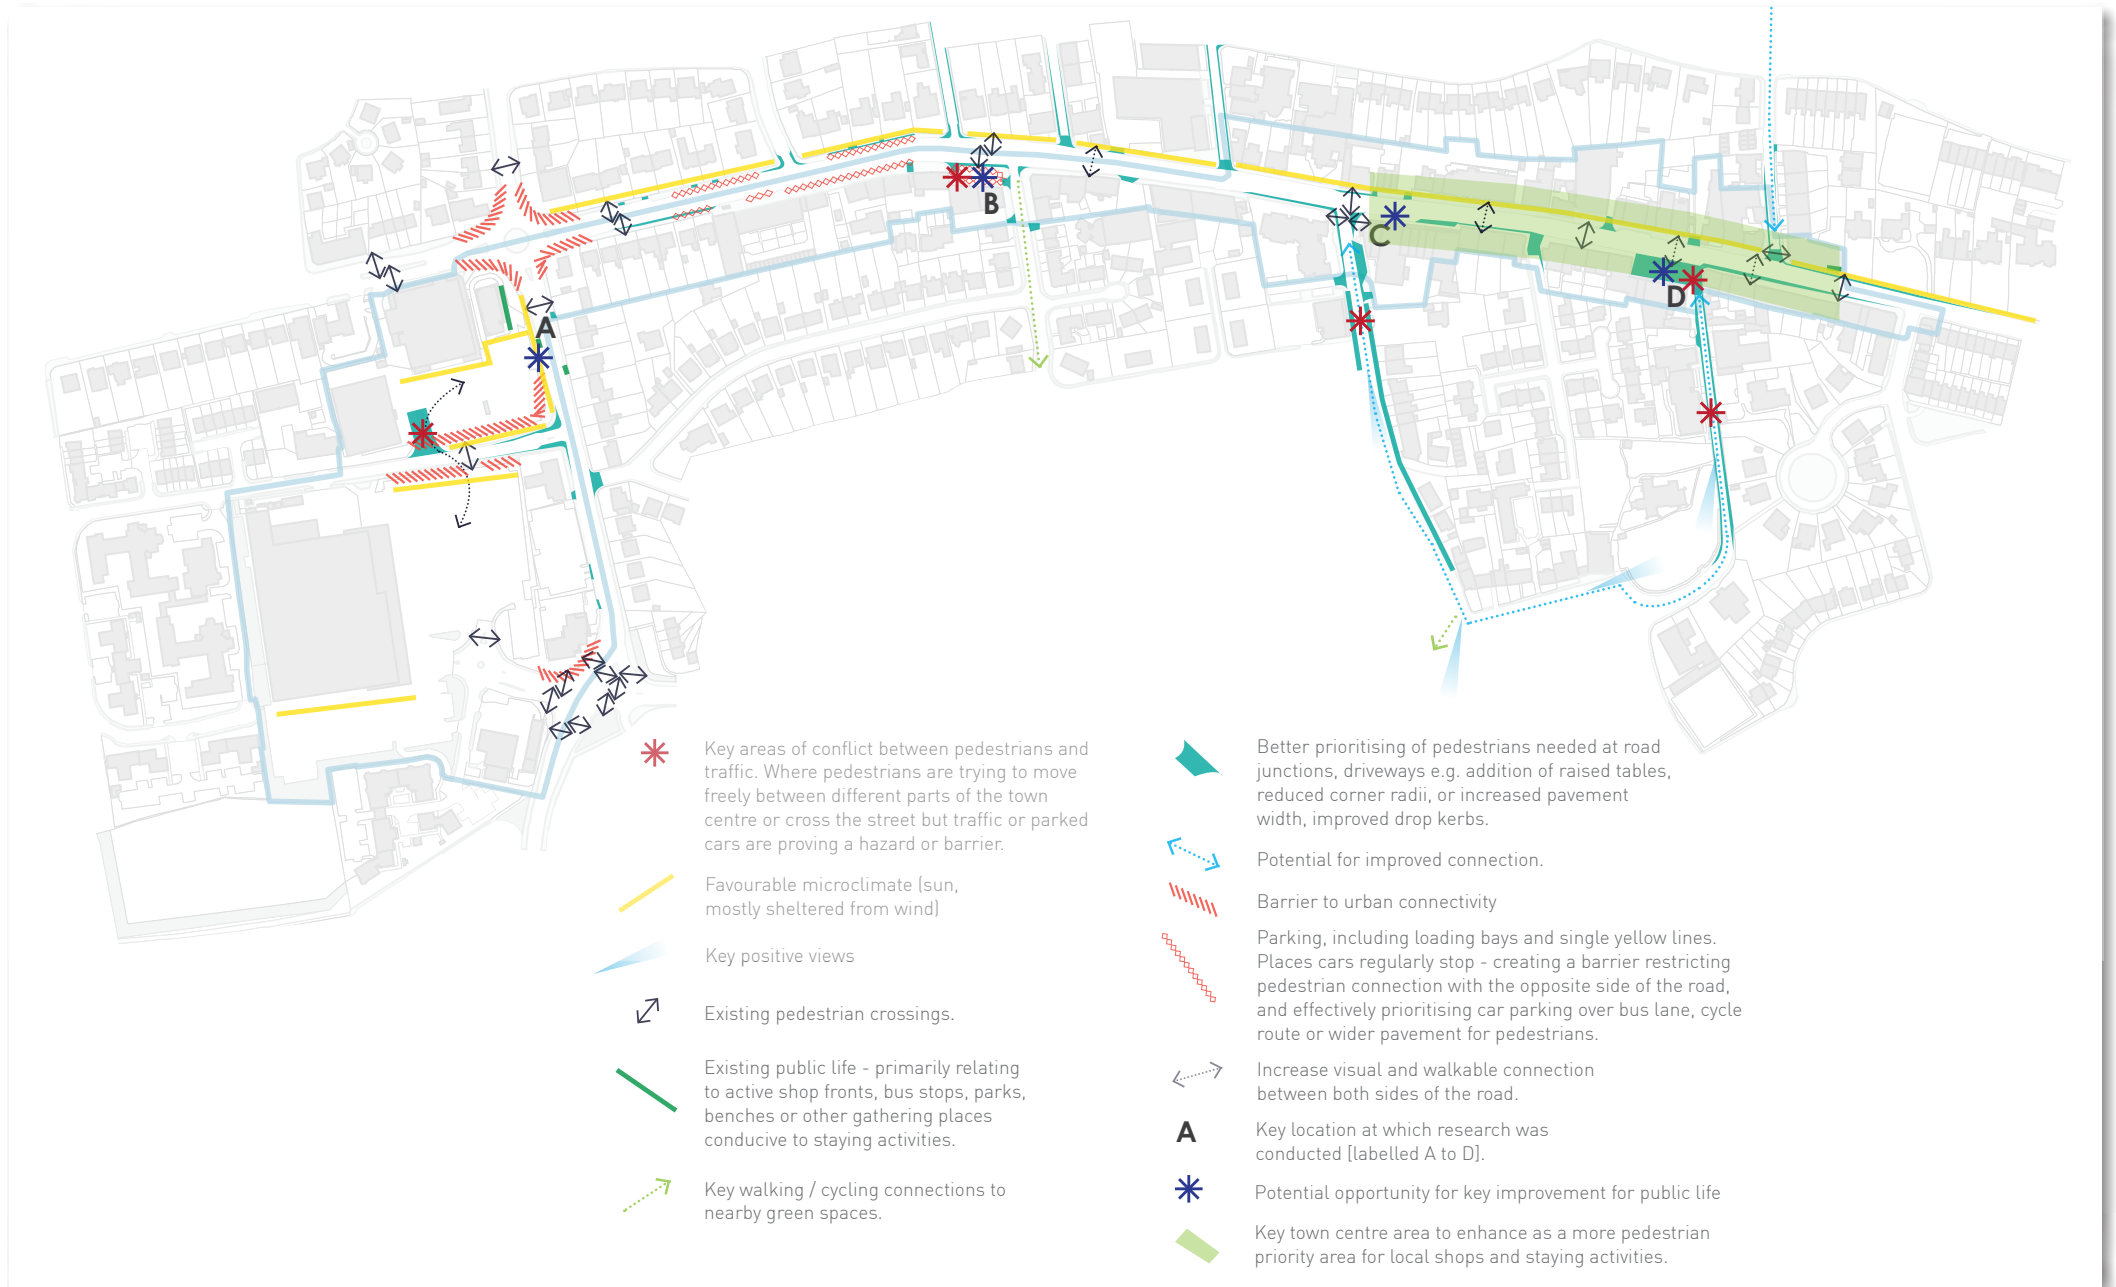 A
B
C
D
Key areas of conflict between pedestrians and
traffic. Where pedestrians are trying to move
freely between different parts of the town
centre or cross the street but traffic or parked
cars are proving a hazard or barrier.
Favourable microclimate (sun,
mostly sheltered from wind)
Key positive views
Existing pedestrian crossings.
Existing public life - primarily relating
to active shop fronts, bus stops, parks,
benches or other gathering places
conducive to staying activities.
Key walking / cycling connections to
nearby green spaces.
Better prioritising of pedestrians needed at road
junctions, driveways e.g. addition of raised tables,
reduced corner radii, or increased pavement
width, improved drop kerbs.
Potential for improved connection.
Barrier to urban connectivity
Parking, including loading bays and single yellow lines.
Places cars regularly stop - creating a barrier restricting
pedestrian connection with the opposite side of the road,
and effectively prioritising car parking over bus lane, cycle
route or wider pavement for pedestrians.
Increase visual and walkable connection
between both sides of the road.
A
Key location at which research was
conducted [labelled A to D].
Potential opportunity for key improvement for public life
Key town centre area to enhance as a more pedestrian
priority area for local shops and staying activities.